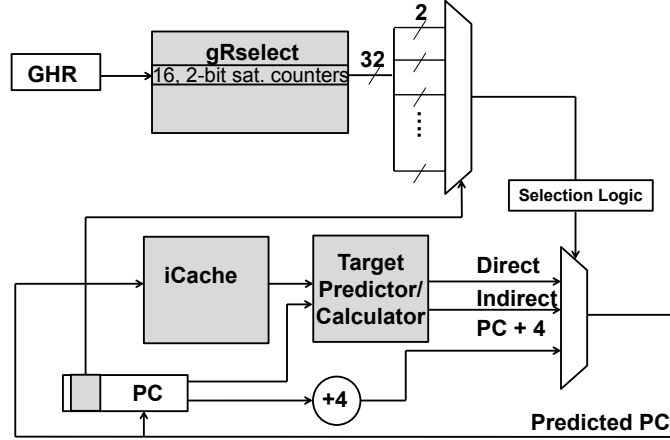 2
gRselect
32
GHR
16, 2-bit sat. counters
Selection Logic
iCache
Target
Predictor/
Calculator
Direct
Indirect
PC + 4
PC
+4
Predicted PC